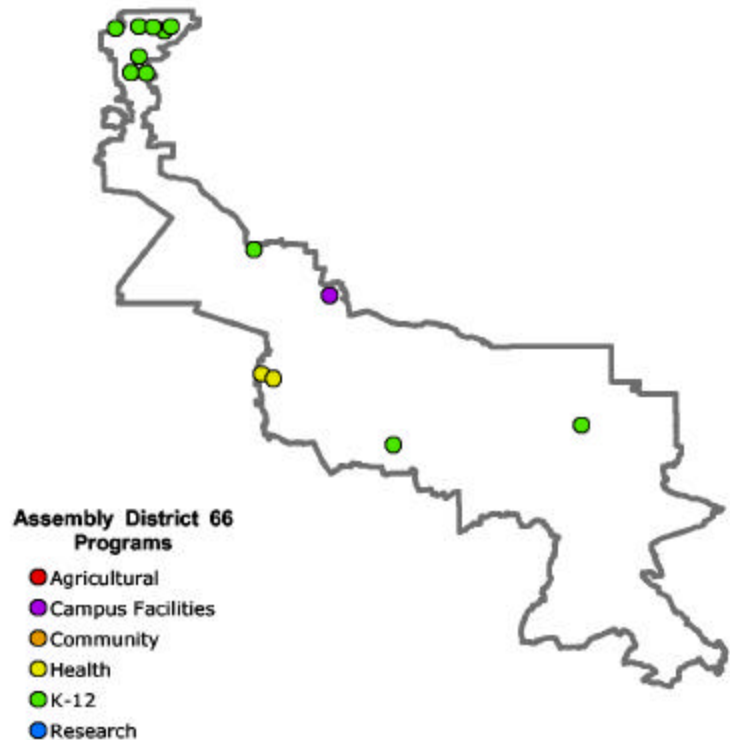 Assembly District 66
Programs
Agricultural
Campus Facilities
Community
Health
K-12
Research